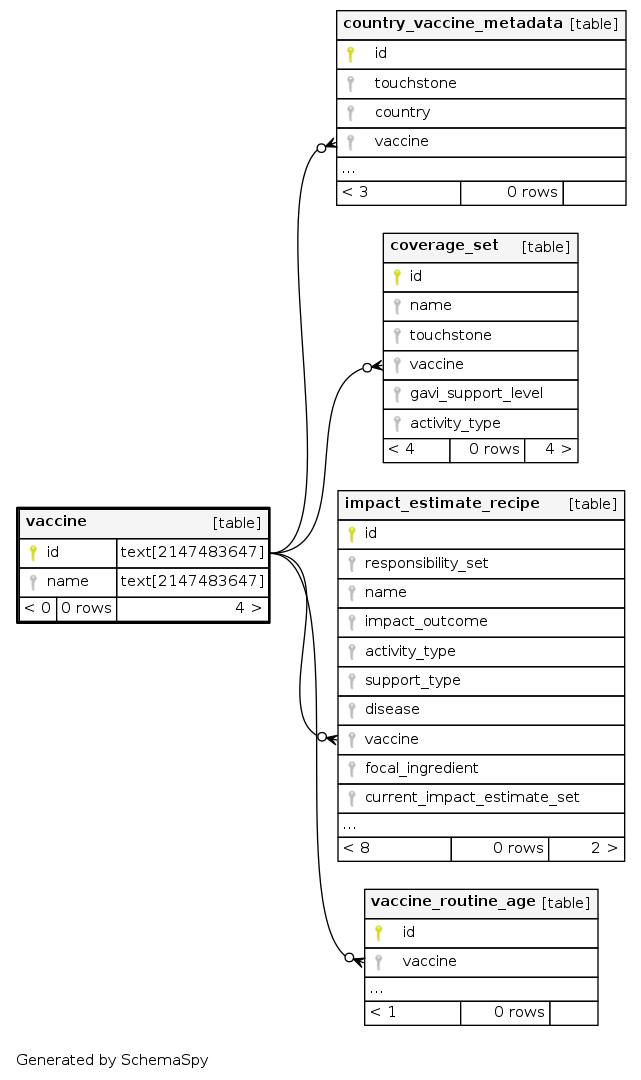 country_vaccine_metadata [table]
id
touchstone
country
vaccine
...
< 3 0 rows
coverage_set [table]
id
name
touchstone
vaccine
gavi_support_level
activity_type
< 4 0 rows 4 >
impact_estimate_recipe [table]
id
responsibility_set
name
impact_outcome
activity_type
support_type
disease
vaccine
focal_ingredient
current_impact_estimate_set
...
< 8 0 rows 2 >
vaccine [table]
id text[2147483647]
name text[2147483647]
< 0 0 rows 4 >
vaccine_routine_age [table]
id
vaccine
...
< 1 0 rows
Generated by SchemaSpy